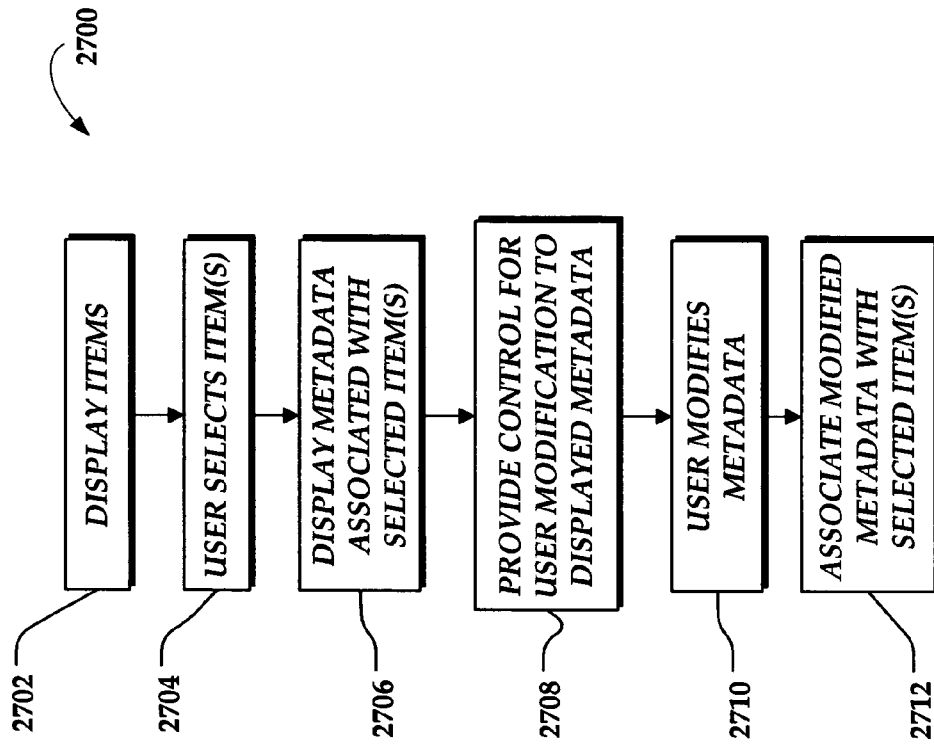 2700
2702
DISPLAY ITEMS
2704
USER SELECTS ITEM(S)
2706
DISPLAY METADATA
ASSOCIATED WITH
SELECTED ITEM(S)
2708
PROVIDE CONTROL FOR
USER MODIFICATION TO
DISPLAYED METADATA
2710
USER MODIFIES
METADATA
2712
ASSOCIATE MODIFIED
METADATA WITH
SELECTED ITEM(S)